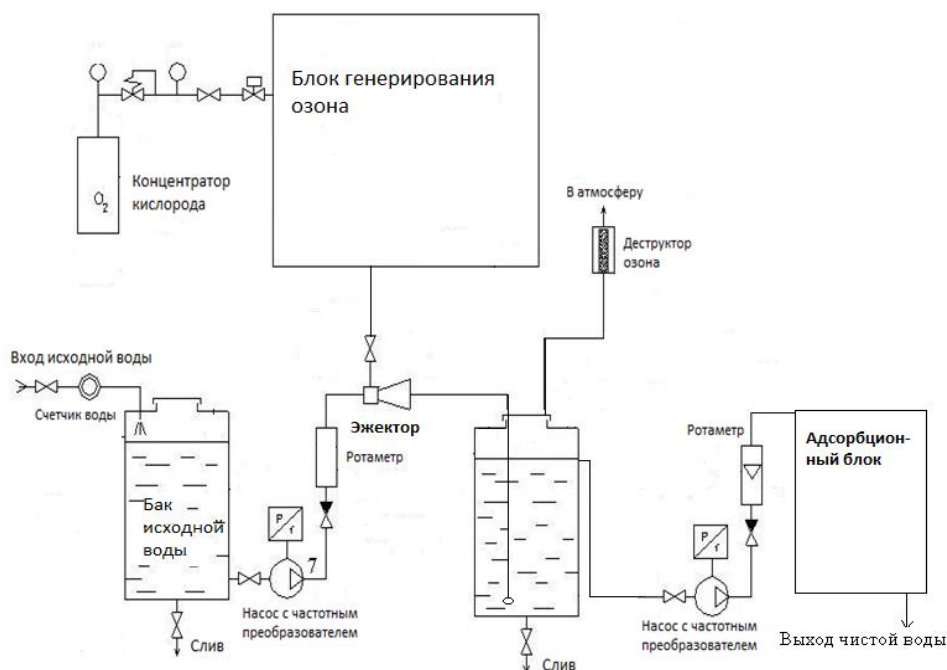 Блок генерирования
озона
Концентратор
кислорода
O2
В атмосферу
Деструктор
озона
Вход исходной воды
Счетчик воды
Эжектор
Ротаметр
Бак
исходной
воды
P/f
7
Насос с частотным
преобразователем
Слив
Слив
Ротаметр
Адсорбцион-
ный блок
P/f
Насос с частотным
преобразователем
Выход чистой воды